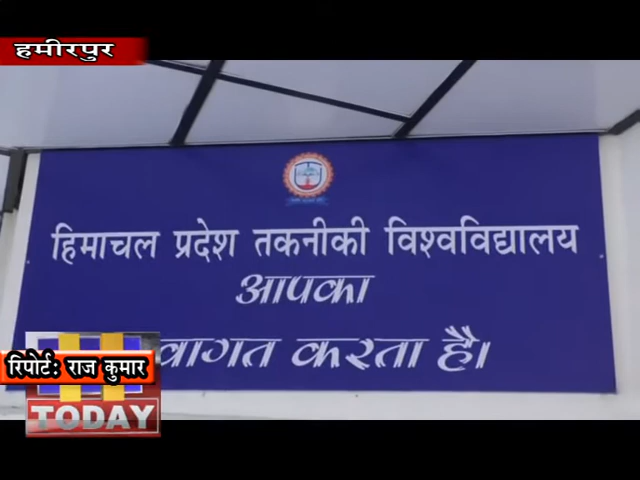 हमीरपुर
हिमाचल प्रदेश तकनीकी विश्वविद्यालय
आपका
वागत करता है।
रिपोर्टः राज कुमार
TODAY